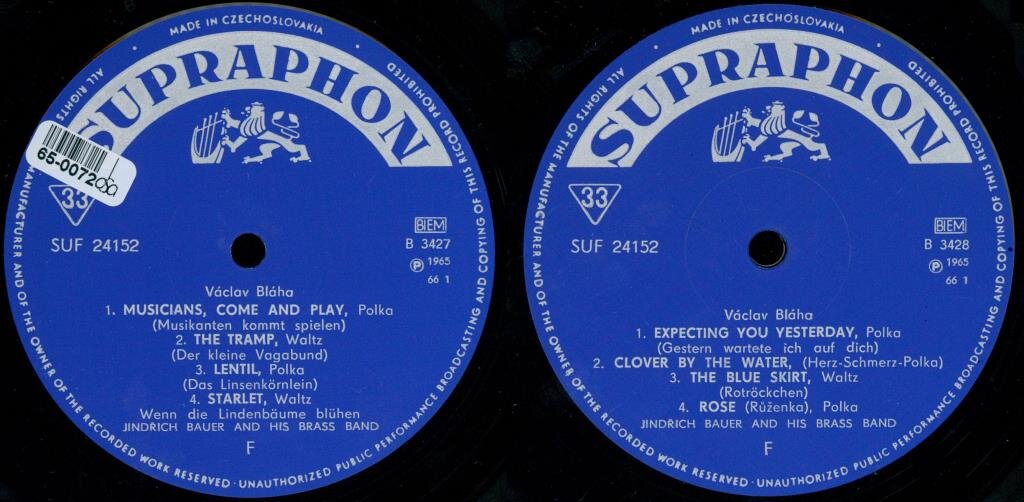 MADE IN CZECHOSLOVAKIA
SUPRAPHON
65-0072
33
SUF 24152
BIEM
B 3427
Ⓟ 1965
66 1
Václav Bláha
1. MUSICIANS, COME AND PLAY, Polka
(Musikanten kommt spielen)
2. THE TRAMP, Waltz
(Der kleine Vagabund)
3. LENTIL, Polka
(Das Linsenkörnlein)
4. STARLET, Waltz
Wenn die Lindenbäume blühen
JINDŘICH BAUER AND HIS BRASS BAND
F
ALL RIGHTS MANUFACTURER AND OF THE OWNER OF THE RECORDED WORK RESERVED · UNAUTHORIZED PUBLIC PERFORMANCE BROADCASTING AND COPYING OF THIS RECORD PROHIBITED
MADE IN CZECHOSLOVAKIA
SUPRAPHON
33
SUF 24152
BIEM
B 3428
Ⓟ 1965
66 1
Václav Bláha
1. EXPECTING YOU YESTERDAY, Polka
(Gestern wartete ich auf dich)
2. CLOVER BY THE WATER, (Herz-Schmerz-Polka)
3. THE BLUE SKIRT, Waltz
(Rotröckchen)
4. ROSE (Růženka), Polka
JINDŘICH BAUER AND HIS BRASS BAND
F
ALL RIGHTS OF THE MANUFACTURER AND OF THE OWNER OF THE RECORDED WORK RESERVED · UNAUTHORIZED PUBLIC PERFORMANCE BROADCASTING AND COPYING OF THIS RECORD PROHIBITED